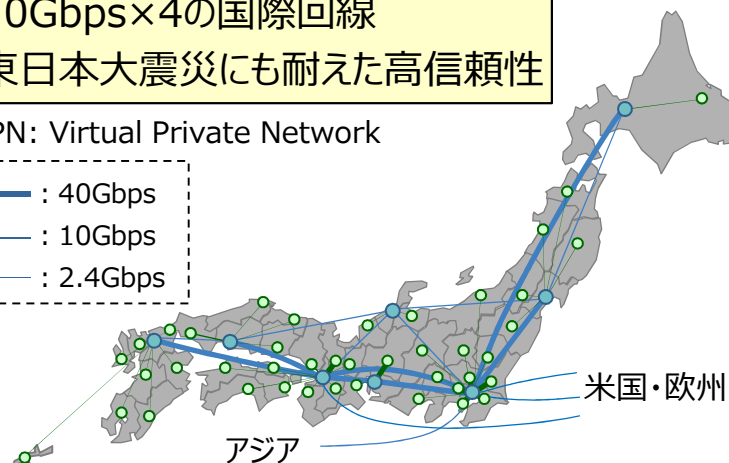 0Gbps×4の国際回線
東日本大震災にも耐えた高信頼性
PN: Virtual Private Network
: 40Gbps
: 10Gbps
: 2.4Gbps
米国・欧州
アジア